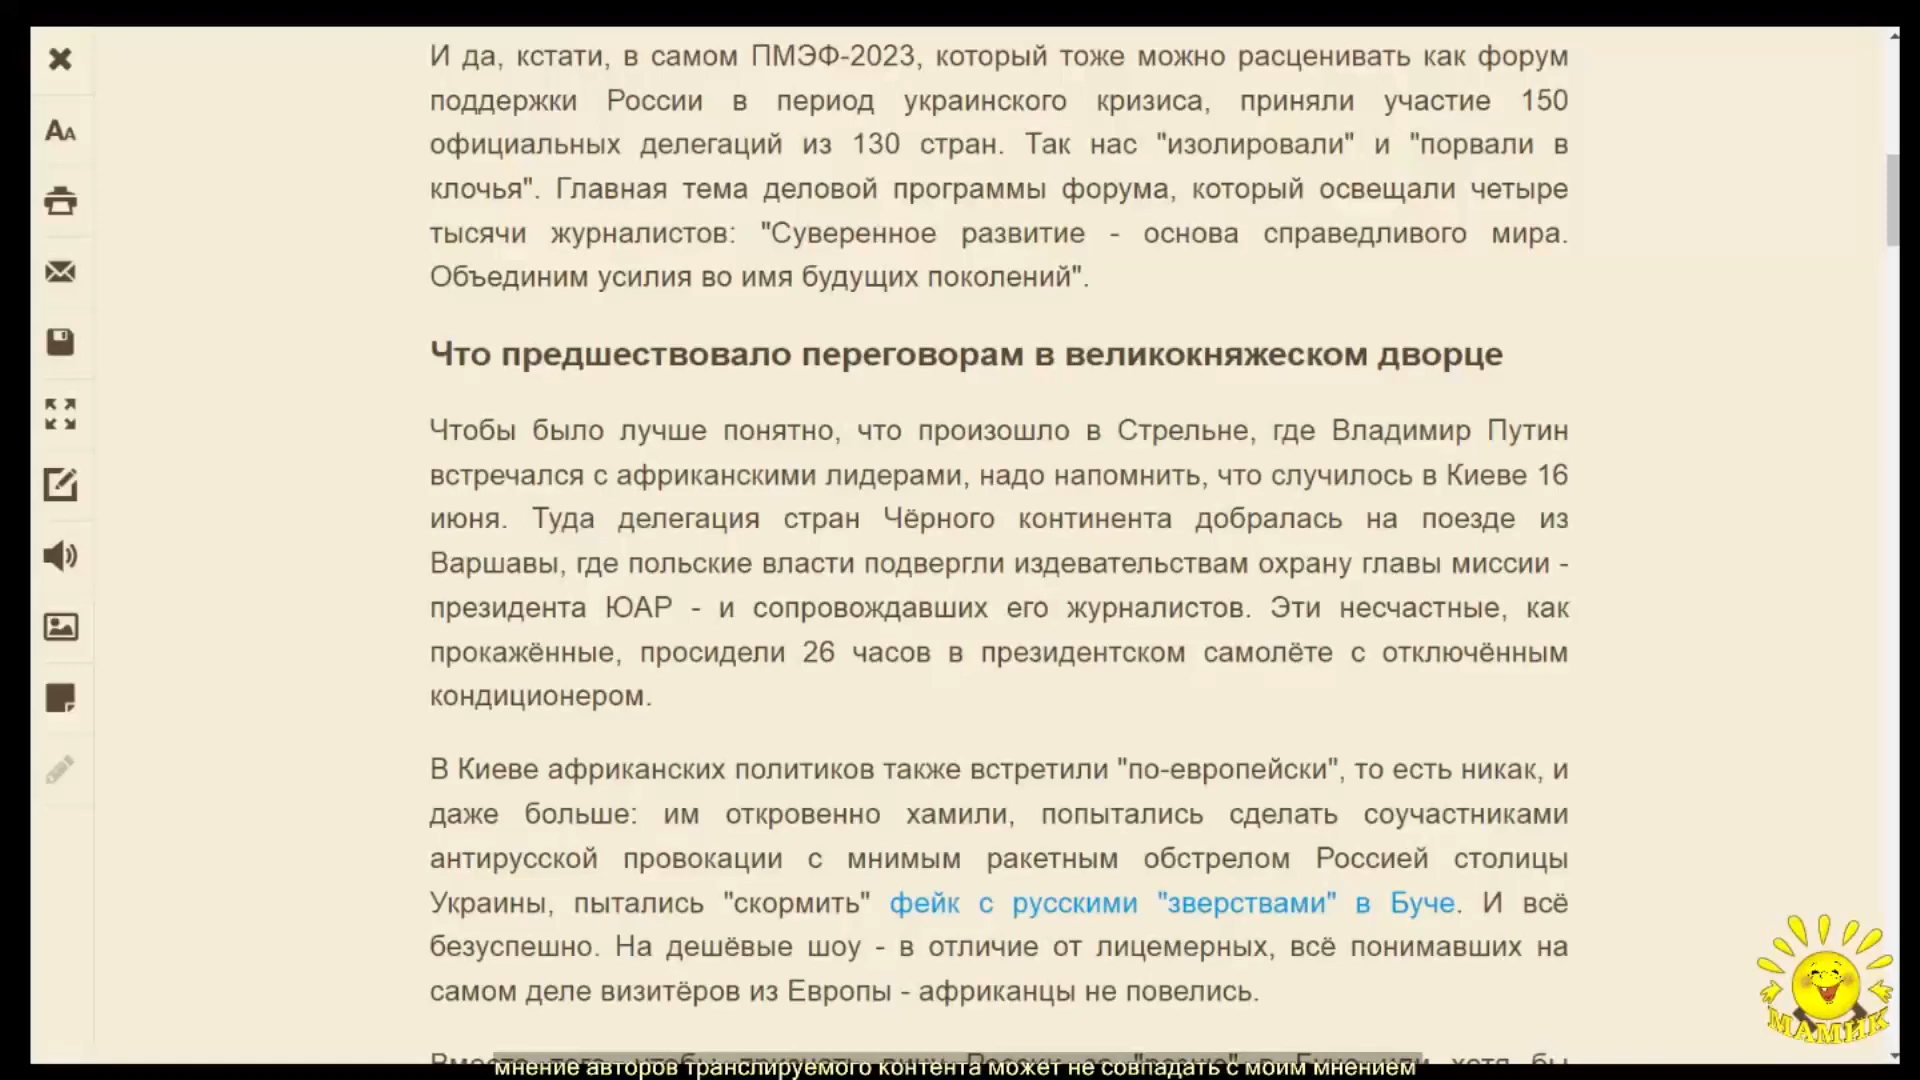 И да, кстати, в самом ПМЭФ-2023, который тоже можно расценивать как форум
поддержки России в период украинского кризиса, приняли участие 150
официальных делегаций из 130 стран. Так нас "изолировали" и "порвали в
клочья". Главная тема деловой программы форума, который освещали четыре
тысячи журналистов: "Суверенное развитие - основа справедливого мира.
Объединим усилия во имя будущих поколений".
Что предшествовало переговорам в великокняжеском дворце
Чтобы было лучше понятно, что произошло в Стрельне, где Владимир Путин
встречался с африканскими лидерами, надо напомнить, что случилось в Киеве 16
июня. Туда делегация стран Чёрного континента добралась на поезде из
Варшавы, где польские власти подвергли издевательствам охрану главы миссии -
президента ЮАР - и сопровождавших его журналистов. Эти несчастные, как
прокажённые, просидели 26 часов в президентском самолёте с отключённым
кондиционером.
В Киеве африканских политиков также встретили "по-европейски", то есть никак, и
даже больше: им откровенно хамили, попытались сделать соучастниками
антирусской провокации с мнимым ракетным обстрелом Россией столицы
Украины, пытались "скормить" фейк с русскими "зверствами" в Буче. И всё
безуспешно. На дешёвые шоу - в отличие от лицемерных, всё понимавших на
самом деле визитёров из Европы - африканцы не повелись.
мнение авторов транслируемого контента может не совпадать с моим мнением
МАМИК